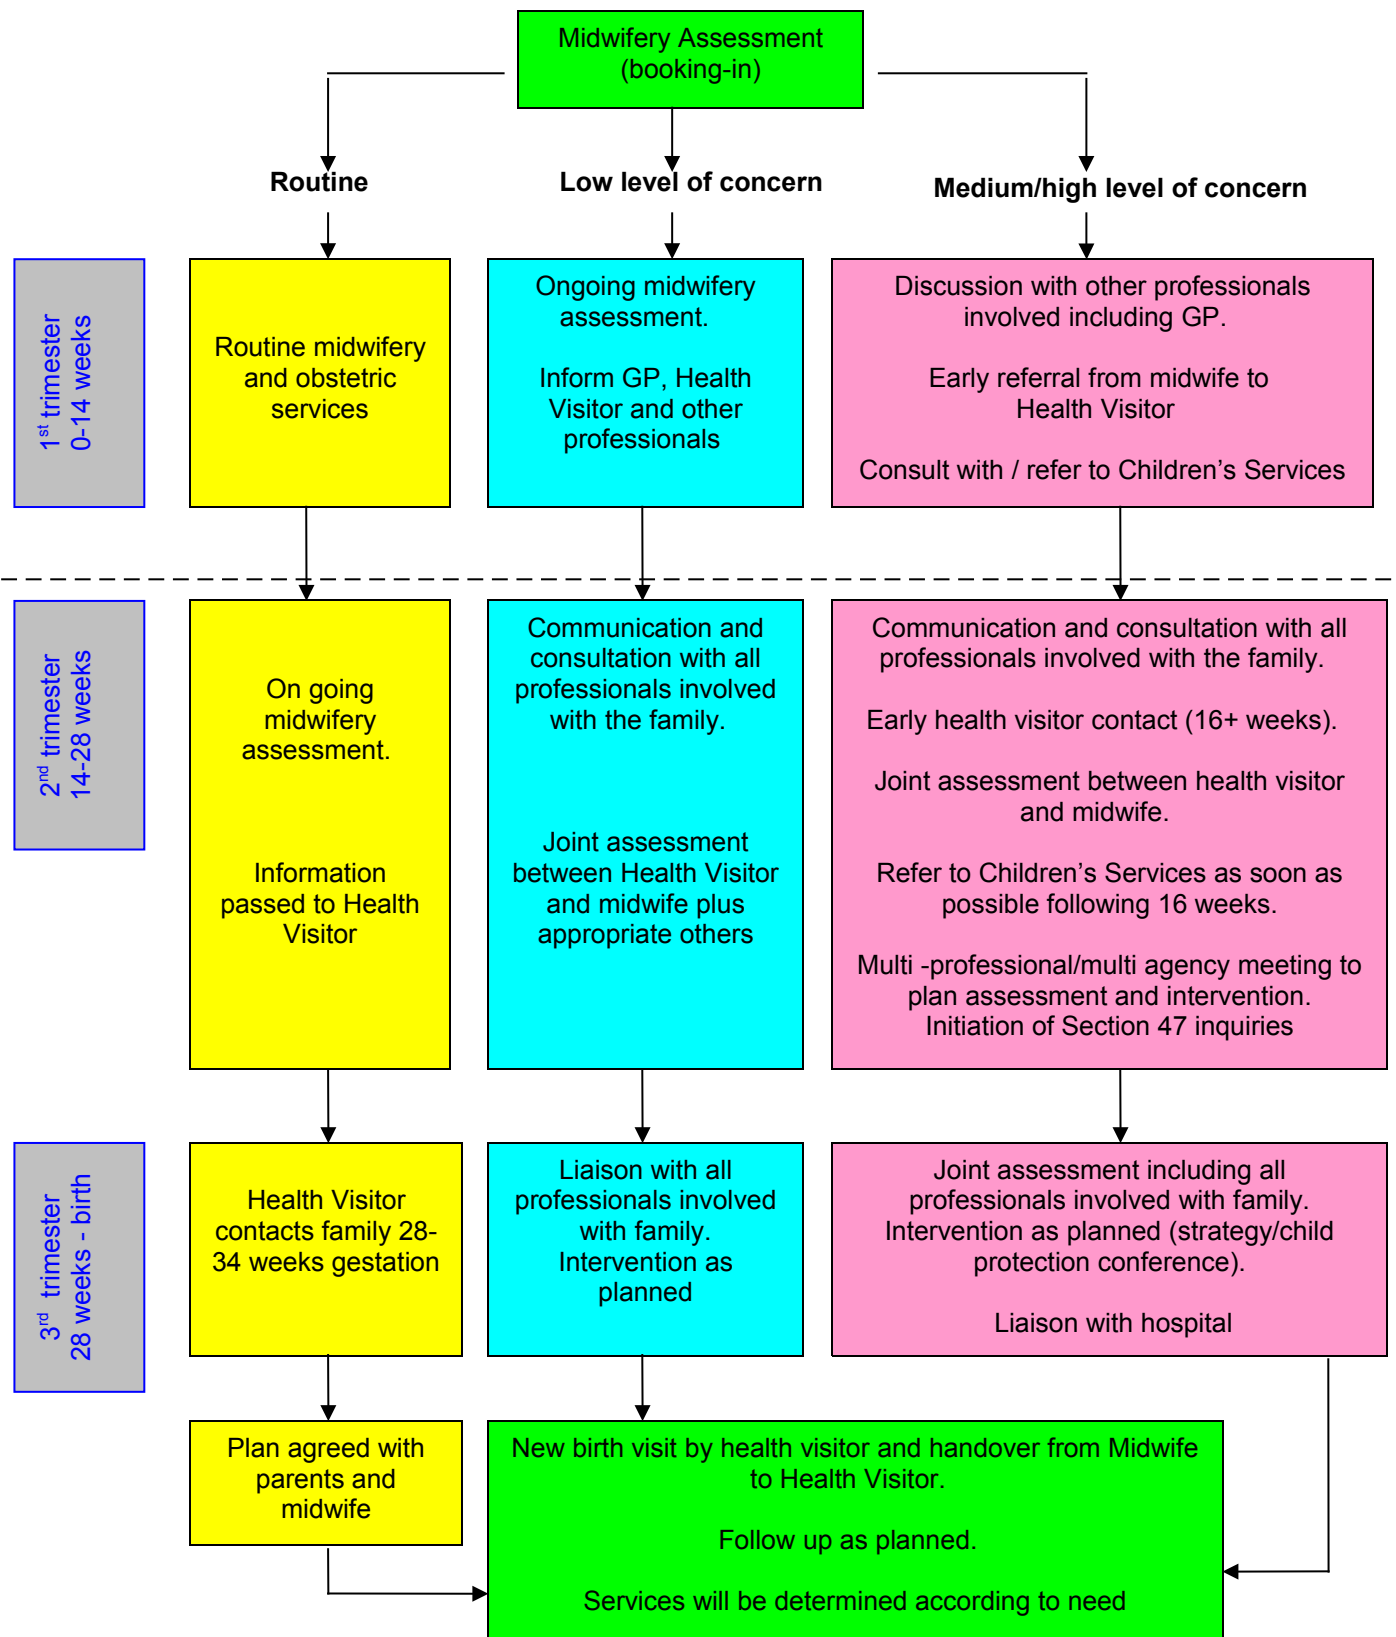 Midwifery Assessment
(booking-in)
Routine
Low level of concern
Medium/high level of concern
1st trimester
0-14 weeks
Routine midwifery
and obstetric
services
Ongoing midwifery
assessment.
Inform GP, Health
Visitor and other
professionals
Discussion with other professionals
involved including GP.
Early referral from midwife to
Health Visitor
Consult with / refer to Children’s Services
2nd trimester
14-28 weeks
On going
midwifery
assessment.
Information
passed to Health
Visitor
Communication and
consultation with all
professionals involved
with the family.
Joint assessment
between Health Visitor
and midwife plus
appropriate others
Communication and consultation with all
professionals involved with the family.
Early health visitor contact (16+ weeks).
Joint assessment between health visitor
and midwife.
Refer to Children’s Services as soon as
possible following 16 weeks.
Multi -professional/multi agency meeting to
plan assessment and intervention.
Initiation of Section 47 inquiries
3rd trimester
28 weeks - birth
Health Visitor
contacts family 28-
34 weeks gestation
Liaison with all
professionals involved
with family.
Intervention as
planned
Joint assessment including all
professionals involved with family.
Intervention as planned (strategy/child
protection conference).
Liaison with hospital
Plan agreed with
parents and
midwife
New birth visit by health visitor and handover from Midwife
to Health Visitor.
Follow up as planned.
Services will be determined according to need